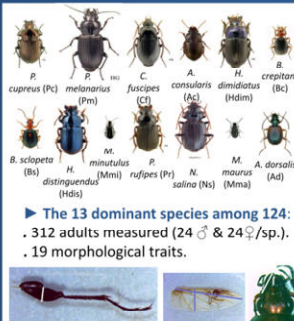 P. cupreus (Pc)
P. melanarius (Pm)
C. fuscipes (Cf)
A. consularis (Ac)
H. dimidiatus (Hdim)
B. crepitans (Bc)
B. sclopeta (Bs)
H. distinguendus (Hdis)
M. minutulus (Mmi)
P. rufipes (Pr)
N. salina (Ns)
M. maurus (Mma)
A. dorsalis (Ad)
► The 13 dominant species among 124:
. 312 adults measured (24 ♂ & 24♀/sp.).
. 19 morphological traits.